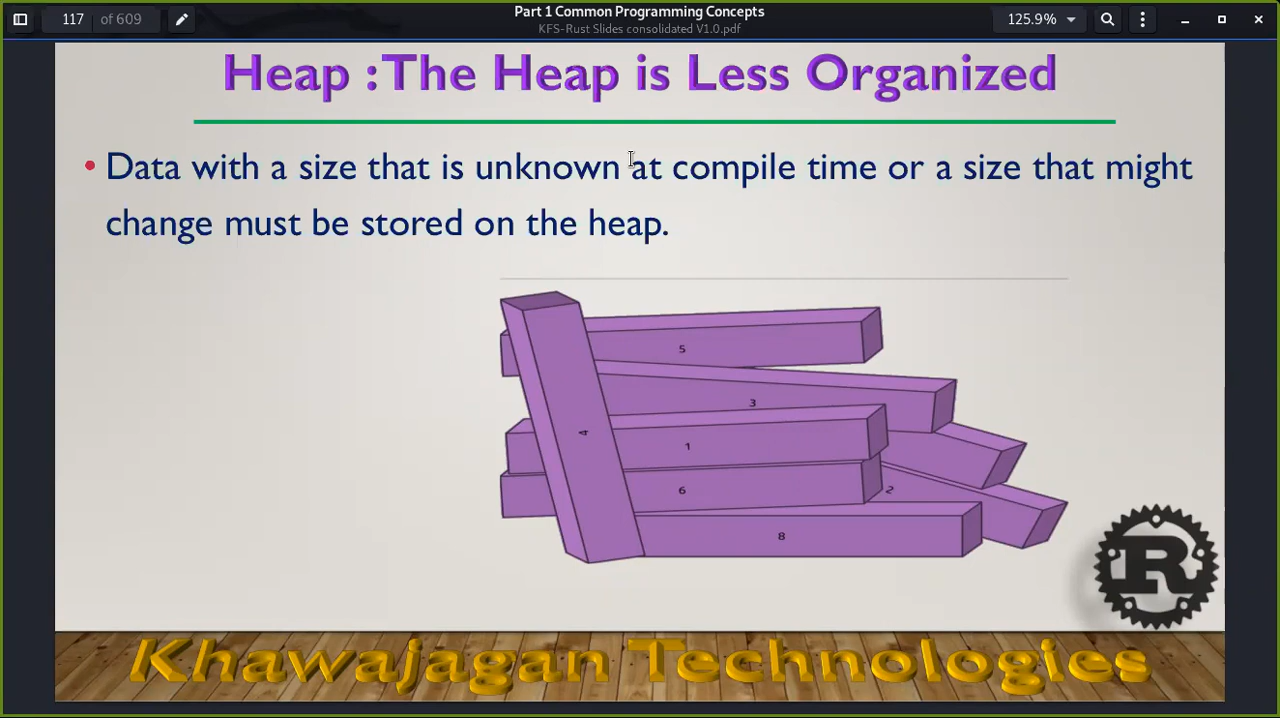 Part 1 Common Programming Concepts
117 of 609
KFS-Rust Slides consolidated V1.0.pdf
125.9%
Heap :The Heap is Less Organized
• Data with a size that is unknown at compile time or a size that might
change must be stored on the heap.
5
3
4
1
6
2
8
R
Khawajagan Technologies